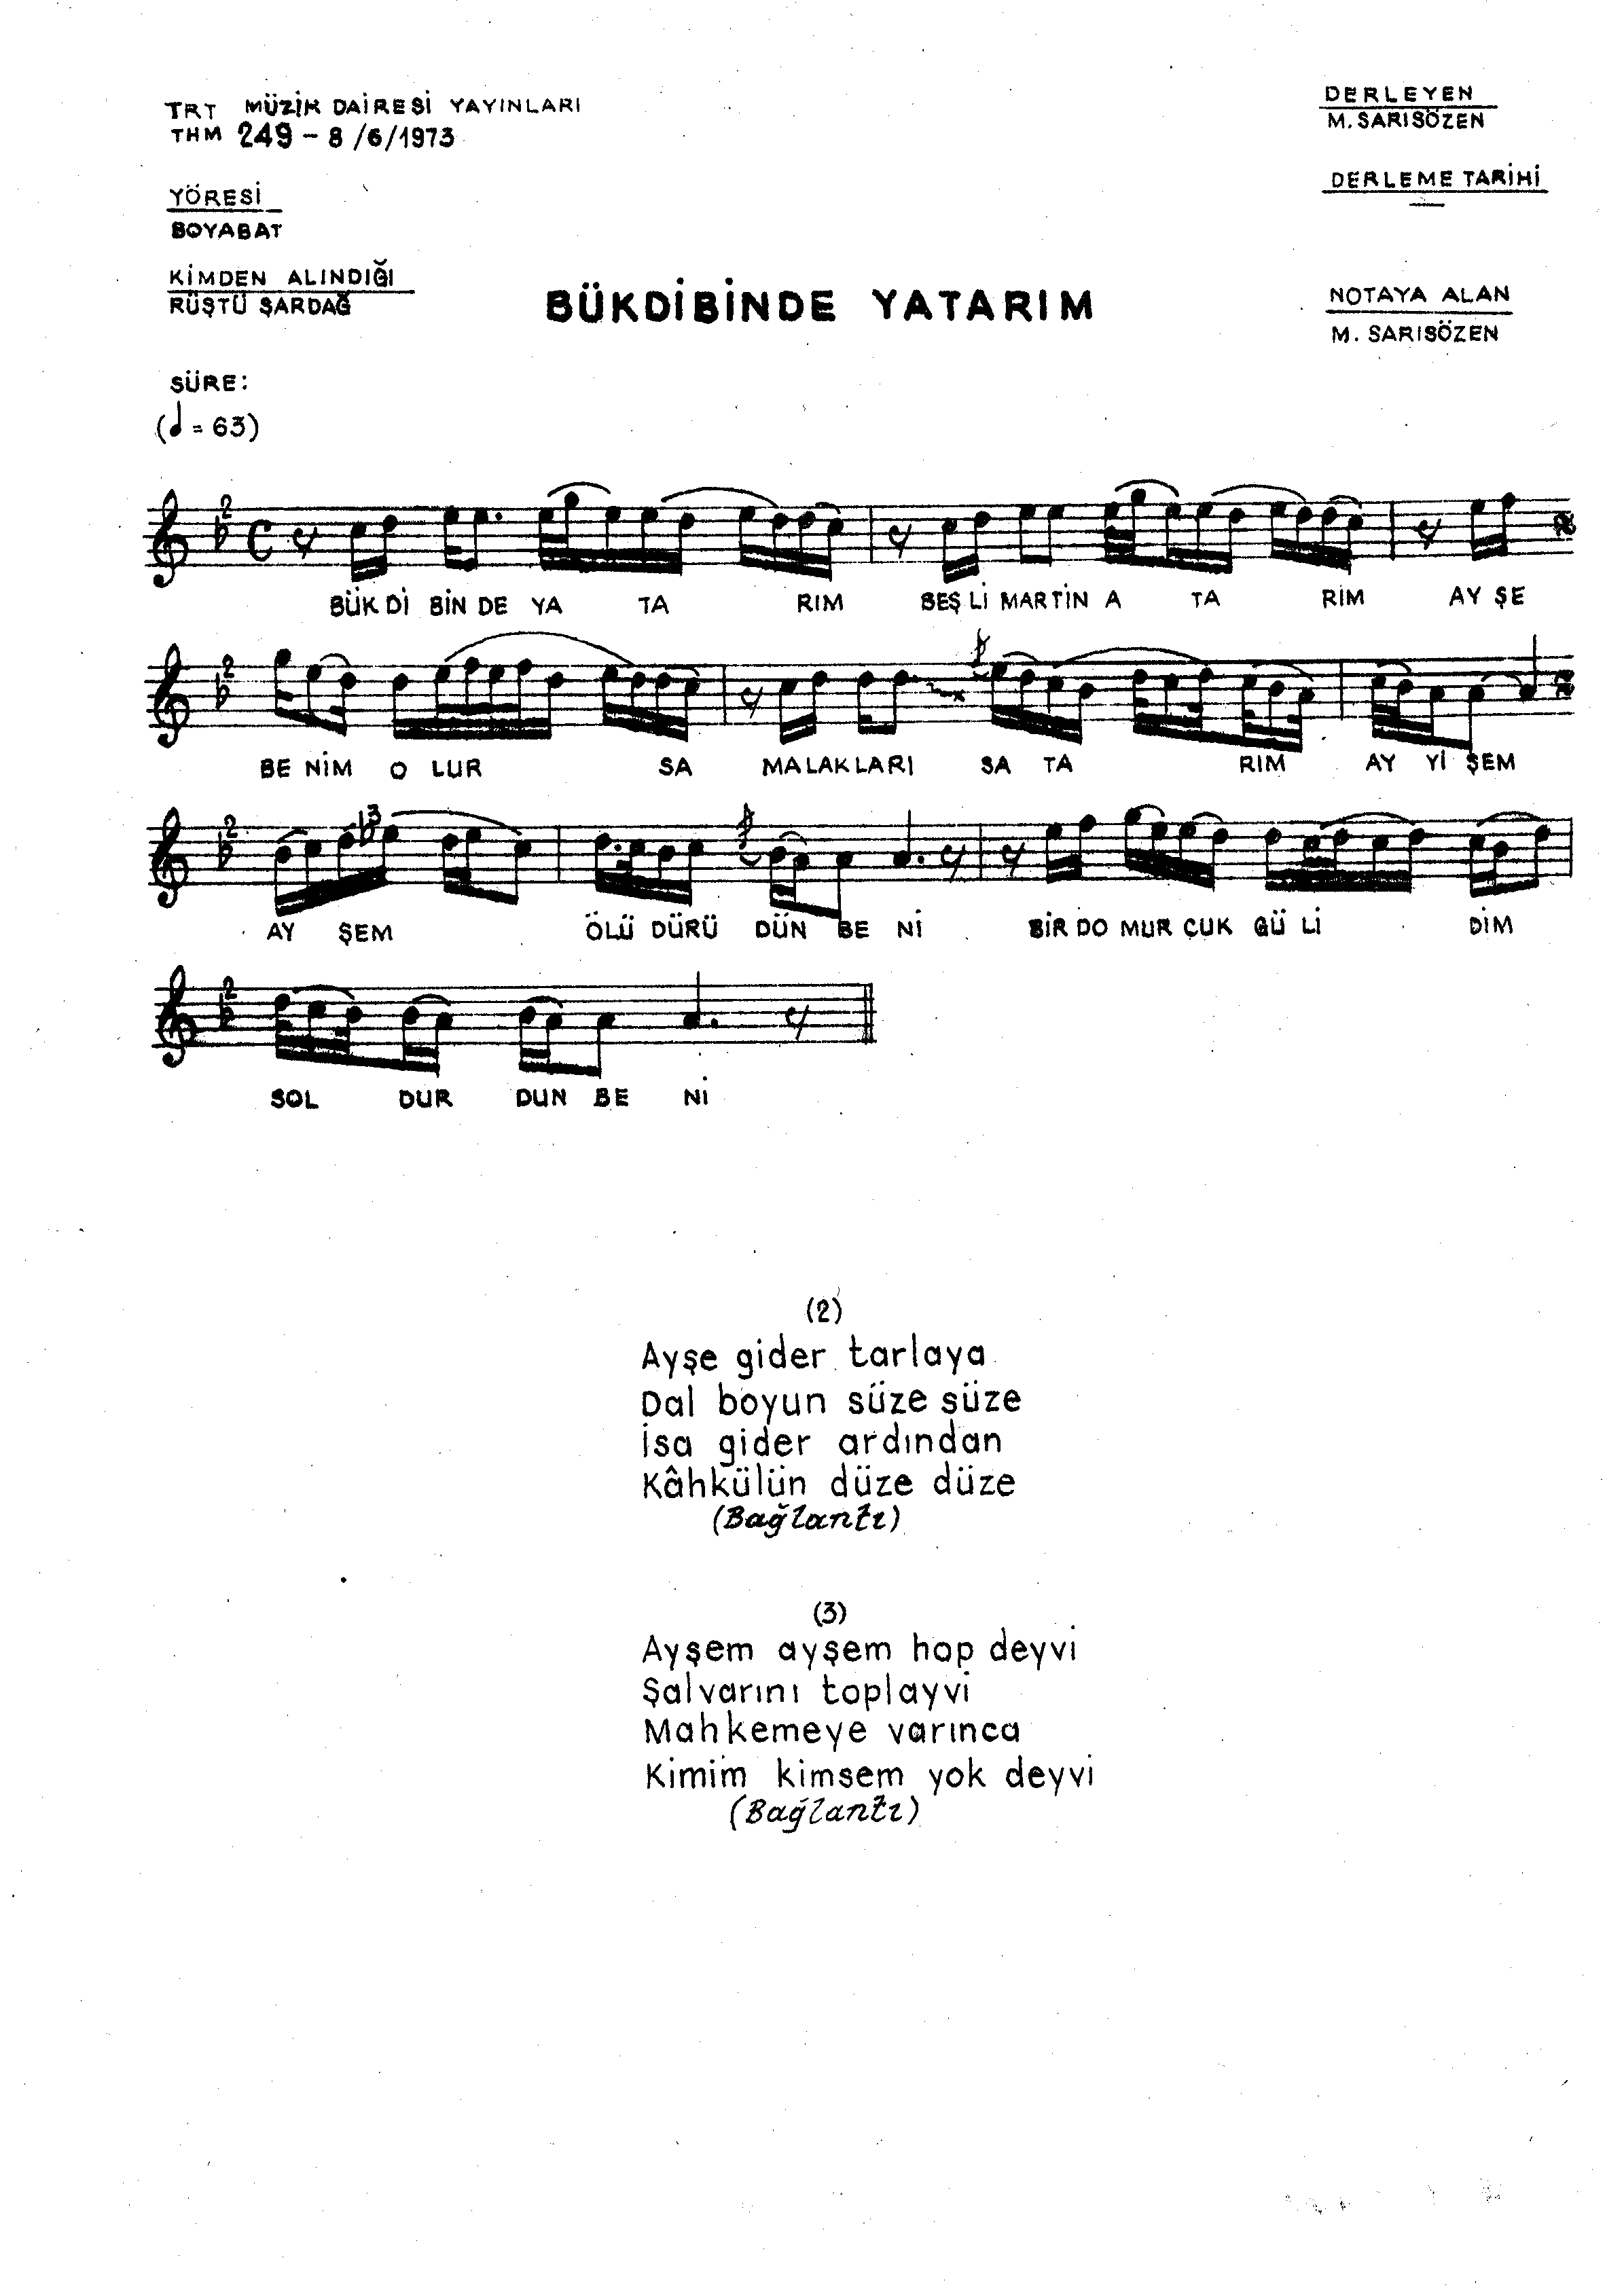 TRT MÜZİK DAİRESİ YAYINLARI
THM 249 – 8/6/1973
DERLEYEN
M. SARISÖZEN
DERLEME TARİHİ
—
YÖRESİ
BOYABAT
KİMDEN ALINDIĞI
RÜŞTÜ ŞARDAĞ
BÜKDİBİNDE YATARIM
NOTAYA ALAN
M. SARISÖZEN
SÜRE:
(♩ = 63)
BÜK Dİ BİN DE YA TA RIM BEŞ Lİ MARTİN A TA RİM AY ŞE
BE NİM O LUR SA MALAKLARI SA TA RIM AY Yİ ŞEM
AY ŞEM ÖLÜ DÜRÜ DÜN BE Nİ BİR DO MUR ÇUK GÜ Lİ DİM
SOL DUR DUN BE Nİ
(2)
Ayşe gider tarlaya
Dal boyun süze süze
İsa gider ardından
Kâhkülün düze düze
(Bağlantı)
(3)
Ayşem ayşem hop deyvi
Şalvarını toplayvi
Mahkemeye varınca
Kimim kimsem yok deyvi
(Bağlantı)